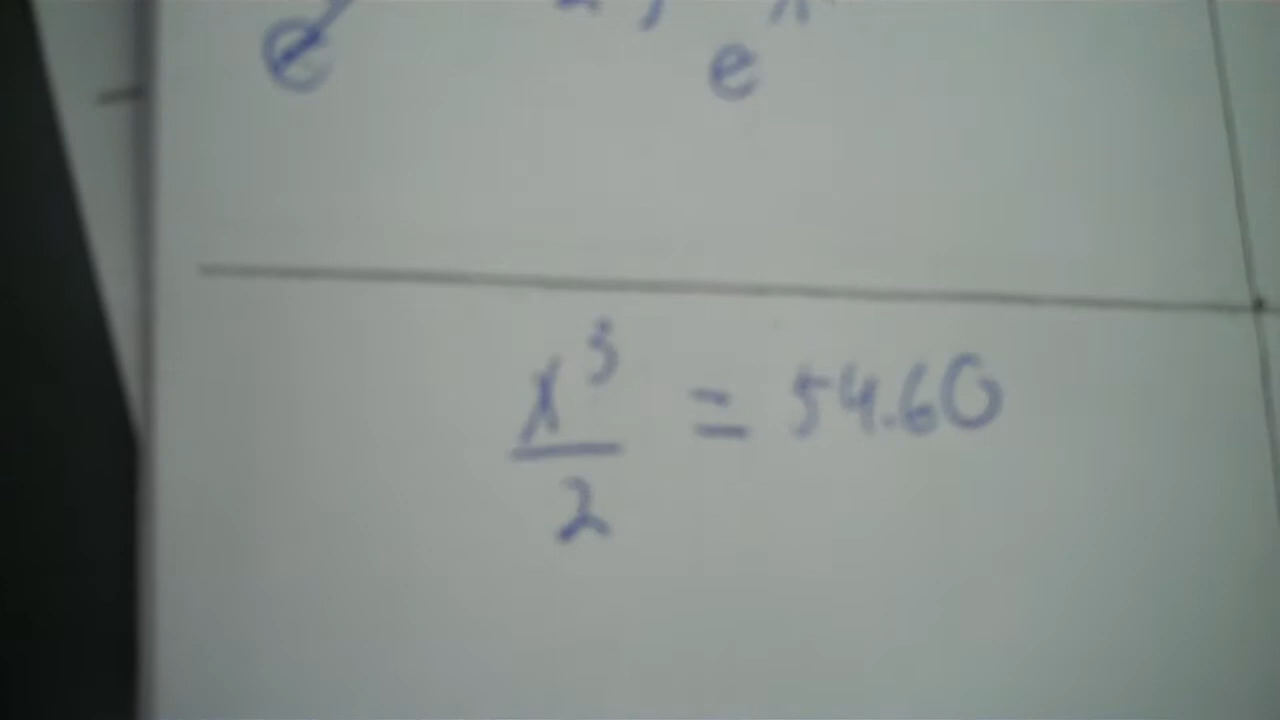 e e
x³/2 = 54.60